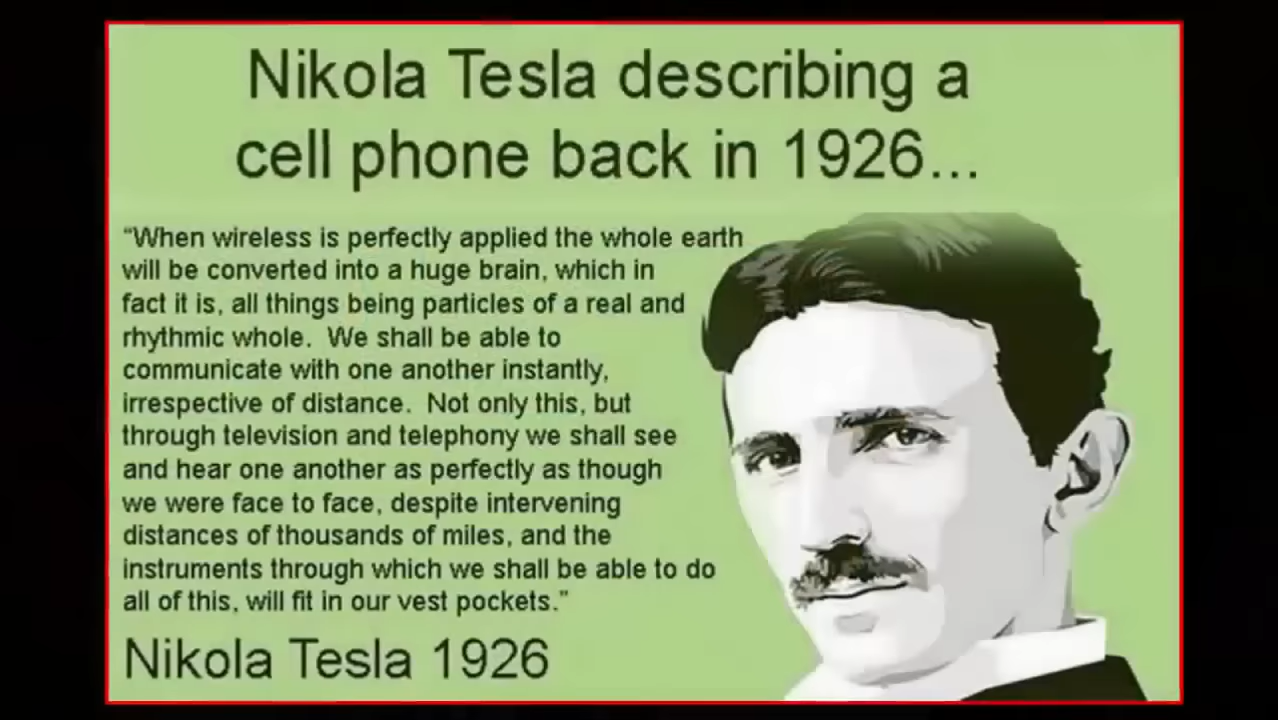 Nikola Tesla describing a
cell phone back in 1926...
“When wireless is perfectly applied the whole earth
will be converted into a huge brain, which in
fact it is, all things being particles of a real and
rhythmic whole.  We shall be able to
communicate with one another instantly,
irrespective of distance.  Not only this, but
through television and telephony we shall see
and hear one another as perfectly as though
we were face to face, despite intervening
distances of thousands of miles, and the
instruments through which we shall be able to do
all of this, will fit in our vest pockets.”
Nikola Tesla 1926